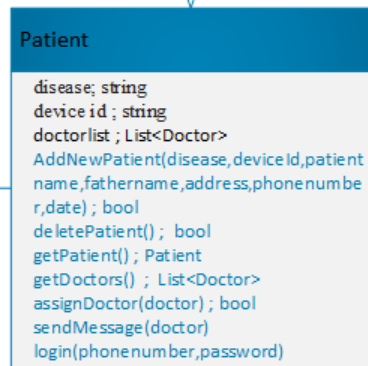 Patient
disease; string
device id ; string
doctorlist ; List<Doctor>
AddNewPatient(disease,deviceId,patient
name,fathername,address,phonenumbe
r,date) ; bool
deletePatient() ; bool
getPatient() ; Patient
getDoctors() ; List<Doctor>
assignDoctor(doctor) ; bool
sendMessage(doctor)
login(phonenumber,password)